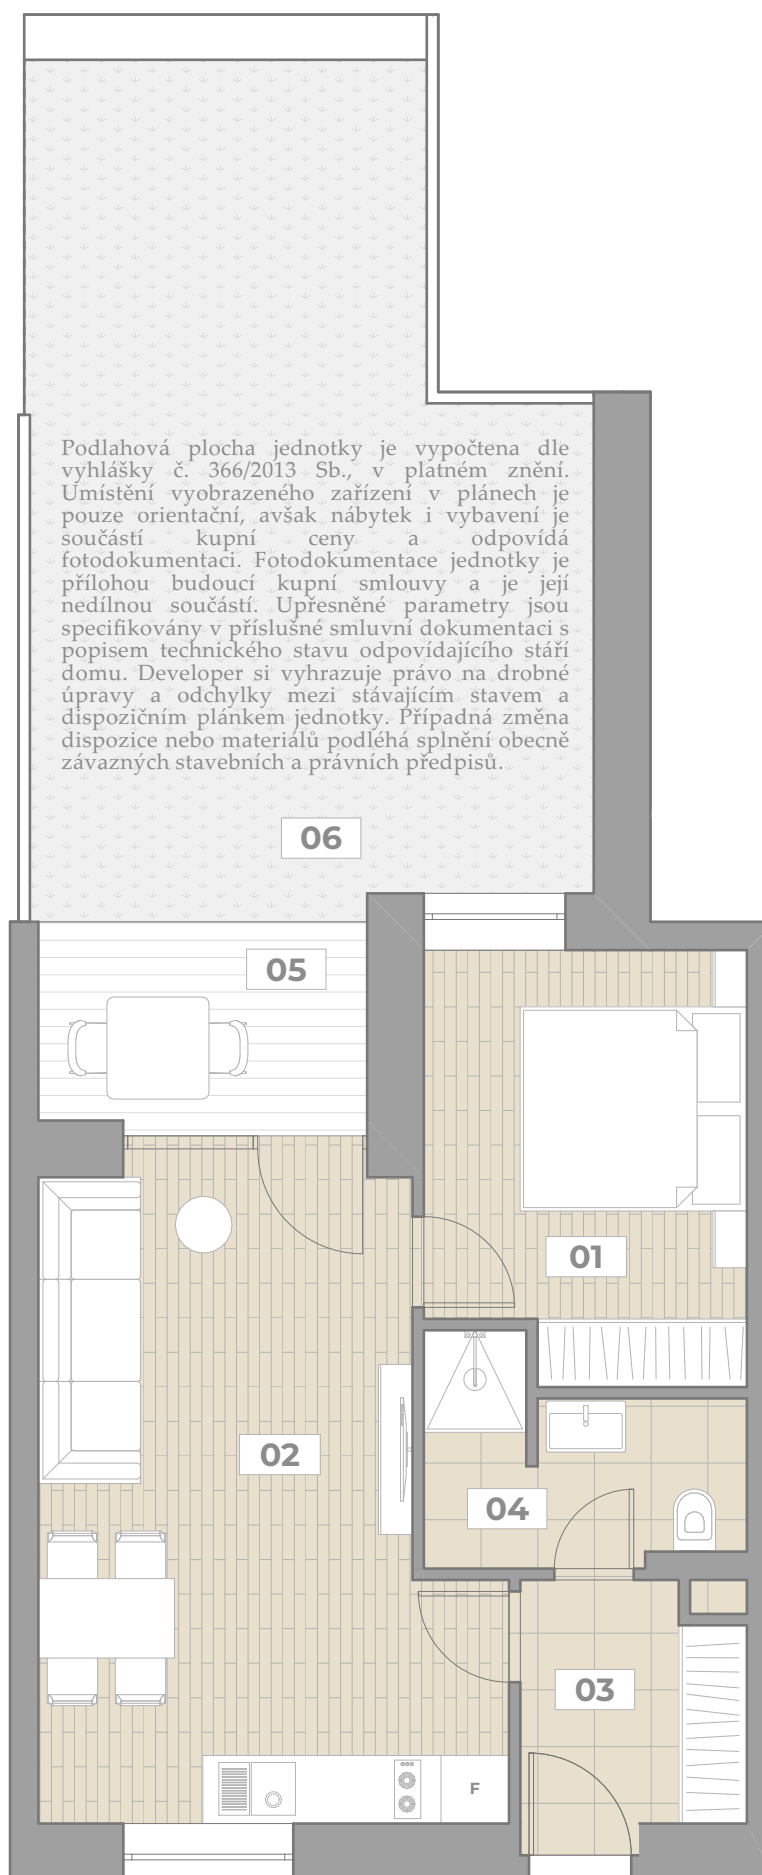 Podlahová plocha jednotky je vypočtena dle
vyhlášky č. 366/2013 Sb., v platném znění.
Umístění vyobrazeného zařízení v plánech je
pouze orientační, avšak nábytek i vybavení je
součástí kupní ceny a odpovídá
fotodokumentaci. Fotodokumentace jednotky je
přílohou budoucí kupní smlouvy a je její
nedílnou součástí. Upřesněné parametry jsou
specifikovány v příslušné smluvní dokumentaci s
popisem technického stavu odpovídajícího stáří
domu. Developer si vyhrazuje právo na drobné
úpravy a odchylky mezi stávajícím stavem a
dispozičním plánkem jednotky. Případná změna
dispozice nebo materiálů podléhá splnění obecně
závazných stavebních a právních předpisů.
06
05
01
02
04
03
F